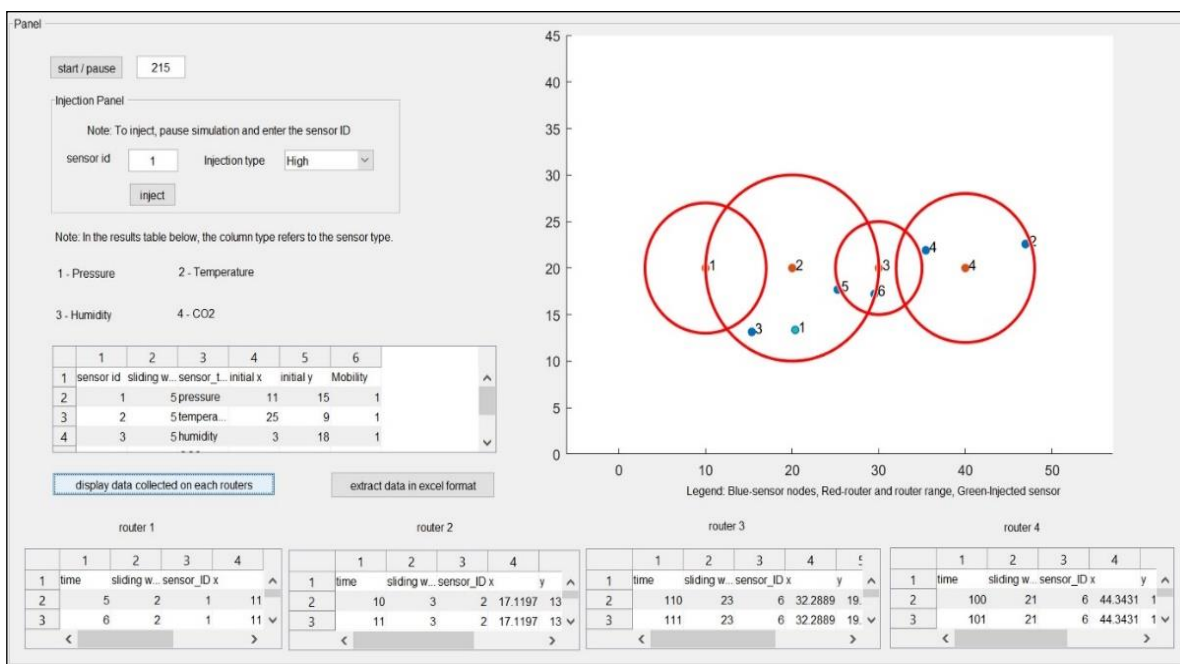 Panel
start / pause 215
Injection Panel
Note: To inject, pause simulation and enter the sensor ID
sensor id 1 Injection type High
inject
Note: In the results table below, the column type refers to the sensor type.
1 - Pressure 2 - Temperature
3 - Humidity 4 - CO2
1 2 3 4 5 6
1 sensor id sliding w... sensor_t... initial x initial y Mobility
2 1 5 pressure 11 15 1
3 2 5 tempera... 25 9 1
4 3 5 humidity 3 18 1
display data collected on each routers extract data in excel format
45
40
35
30
25
20
15
10
5
0
0 10 20 30 40 50
1 2 3 4
4 2
5 6
3 1
Legend: Blue-sensor nodes, Red-router and router range, Green-Injected sensor
router 1
1 2 3 4
1 time sliding w... sensor_ID x
2 5 2 1 11
3 6 2 1 11
router 2
1 2 3 4
1 time sliding w... sensor_ID x y
2 10 3 2 17.1197 13
3 11 3 2 17.1197 13
router 3
1 2 3 4
1 time sliding w... sensor_ID x y
2 110 23 6 32.2889 19.
3 111 23 6 32.2889 19.
router 4
1 2 3 4
1 time sliding w... sensor_ID x y
2 100 21 6 44.3431 1
3 101 21 6 44.3431 1